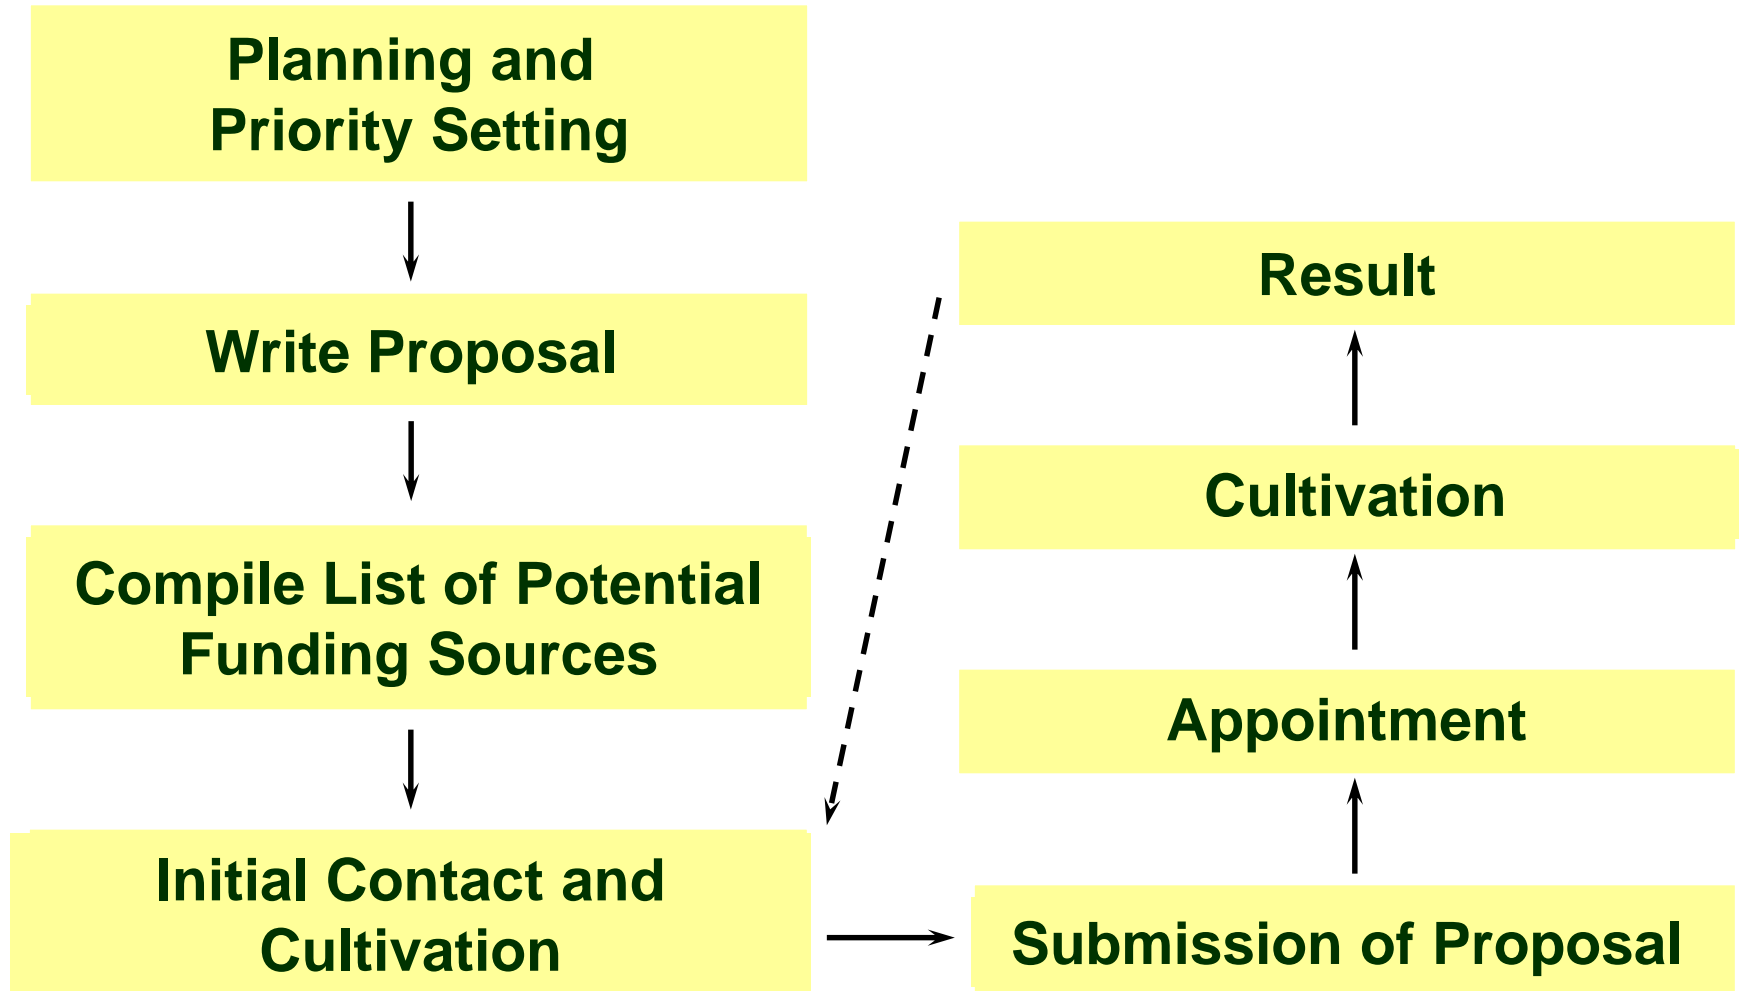 Planning and
Priority Setting
Write Proposal
Compile List of Potential
Funding Sources
Initial Contact and
Cultivation
Result
Cultivation
Appointment
Submission of Proposal